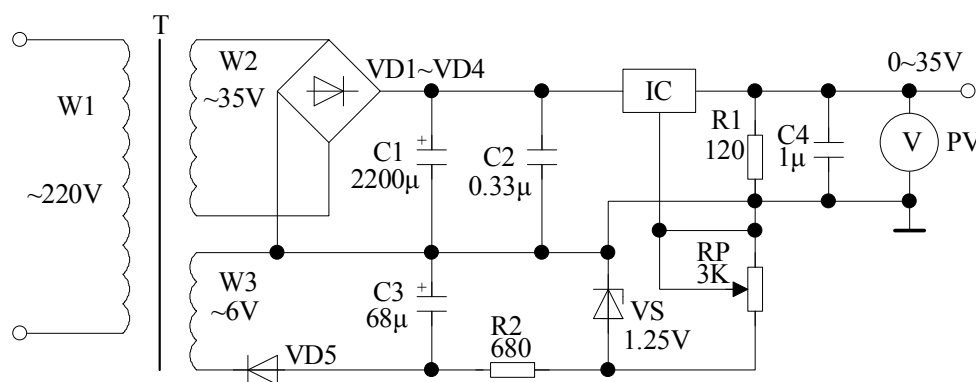 T
W1
~220V
W2
~35V
VD1~VD4
IC
0~35V
C1
2200µ
+
C2
0.33µ
R1
120
C4
1µ
V
PV
W3
~6V
VD5
C3
68µ
+
R2
680
VS
1.25V
RP
3K